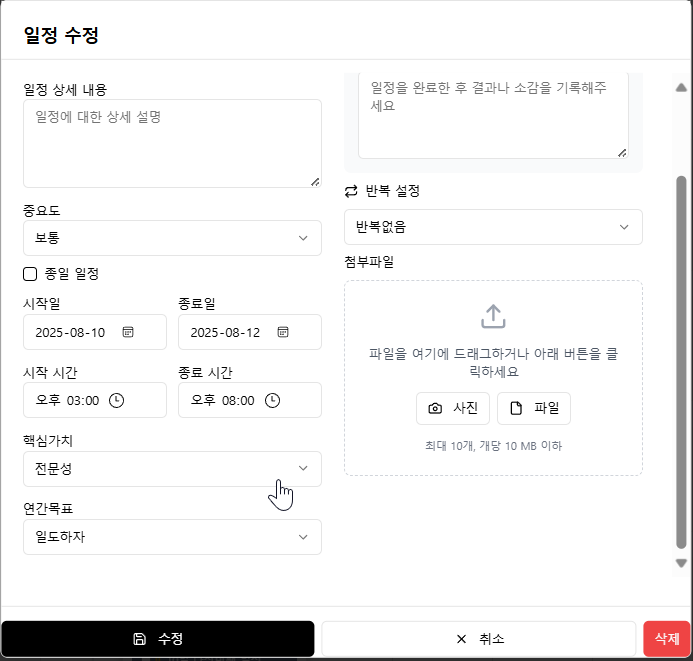 일정 수정
일정 상세 내용
일정에 대한 상세 설명
중요도
보통
종일 일정
시작일
종료일
2025-08-10
2025-08-12
시작 시간
종료 시간
오후 03:00
오후 08:00
핵심가치
전문성
연간목표
일도하자
일정을 완료한 후 결과나 소감을 기록해주
세요
반복 설정
반복없음
첨부파일
파일을 여기에 드래그하거나 아래 버튼을 클
릭하세요
사진
파일
최대 10개, 개당 10 MB 이하
수정
취소
삭제